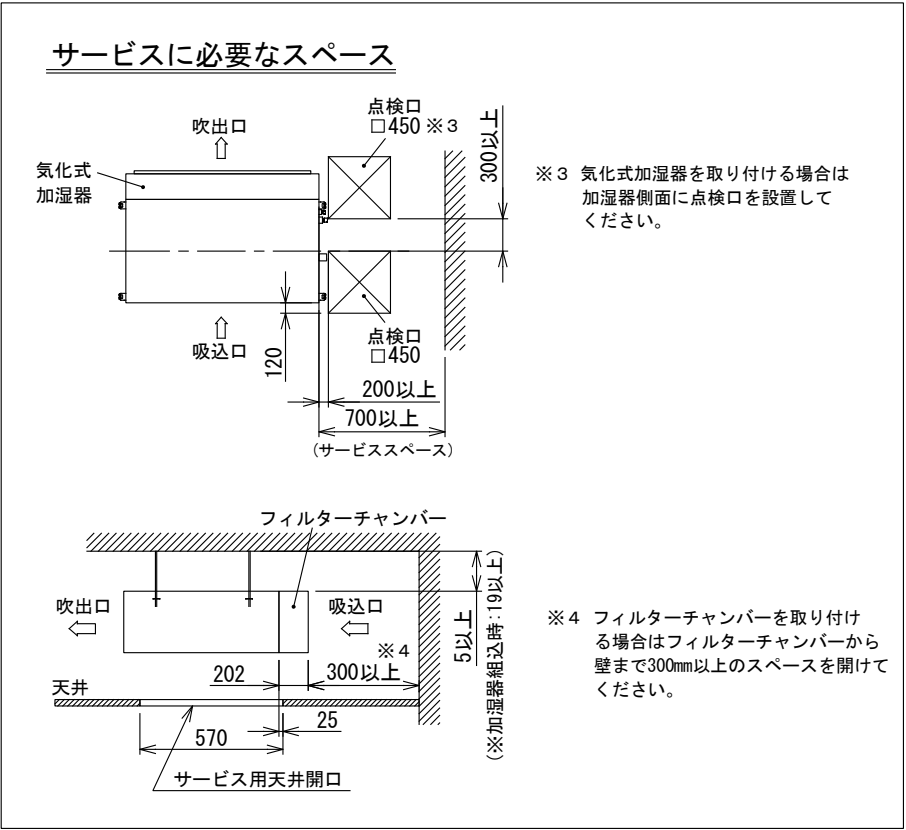 サービスに必要なスペース
点検口
□450 ※3
吹出口
300以上
気化式
加湿器
※3 気化式加湿器を取り付ける場合は
加湿器側面に点検口を設置して
ください。
吸込口
120
点検口
□450
200以上
700以上
(サービススペース)
フィルターチャンバー
吹出口
吸込口
※4
5以上
(※加湿器組込時:19以上)
※4 フィルターチャンバーを取り付け
る場合はフィルターチャンバーから
壁まで300mm以上のスペースを開けて
ください。
202
300以上
天井
25
570
サービス用天井開口